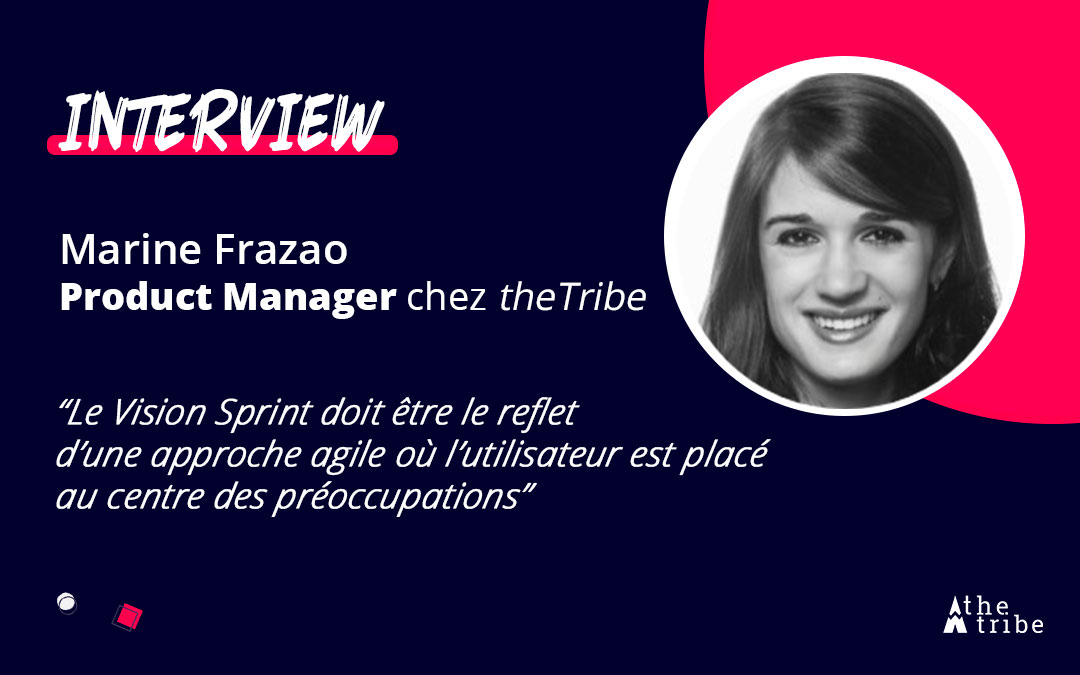 INTERVIEW
Marine Frazao
Product Manager chez theTribe
“Le Vision Sprint doit être le reflet
d’une approche agile où l’utilisateur est placé
au centre des préoccupations”
the
tribe